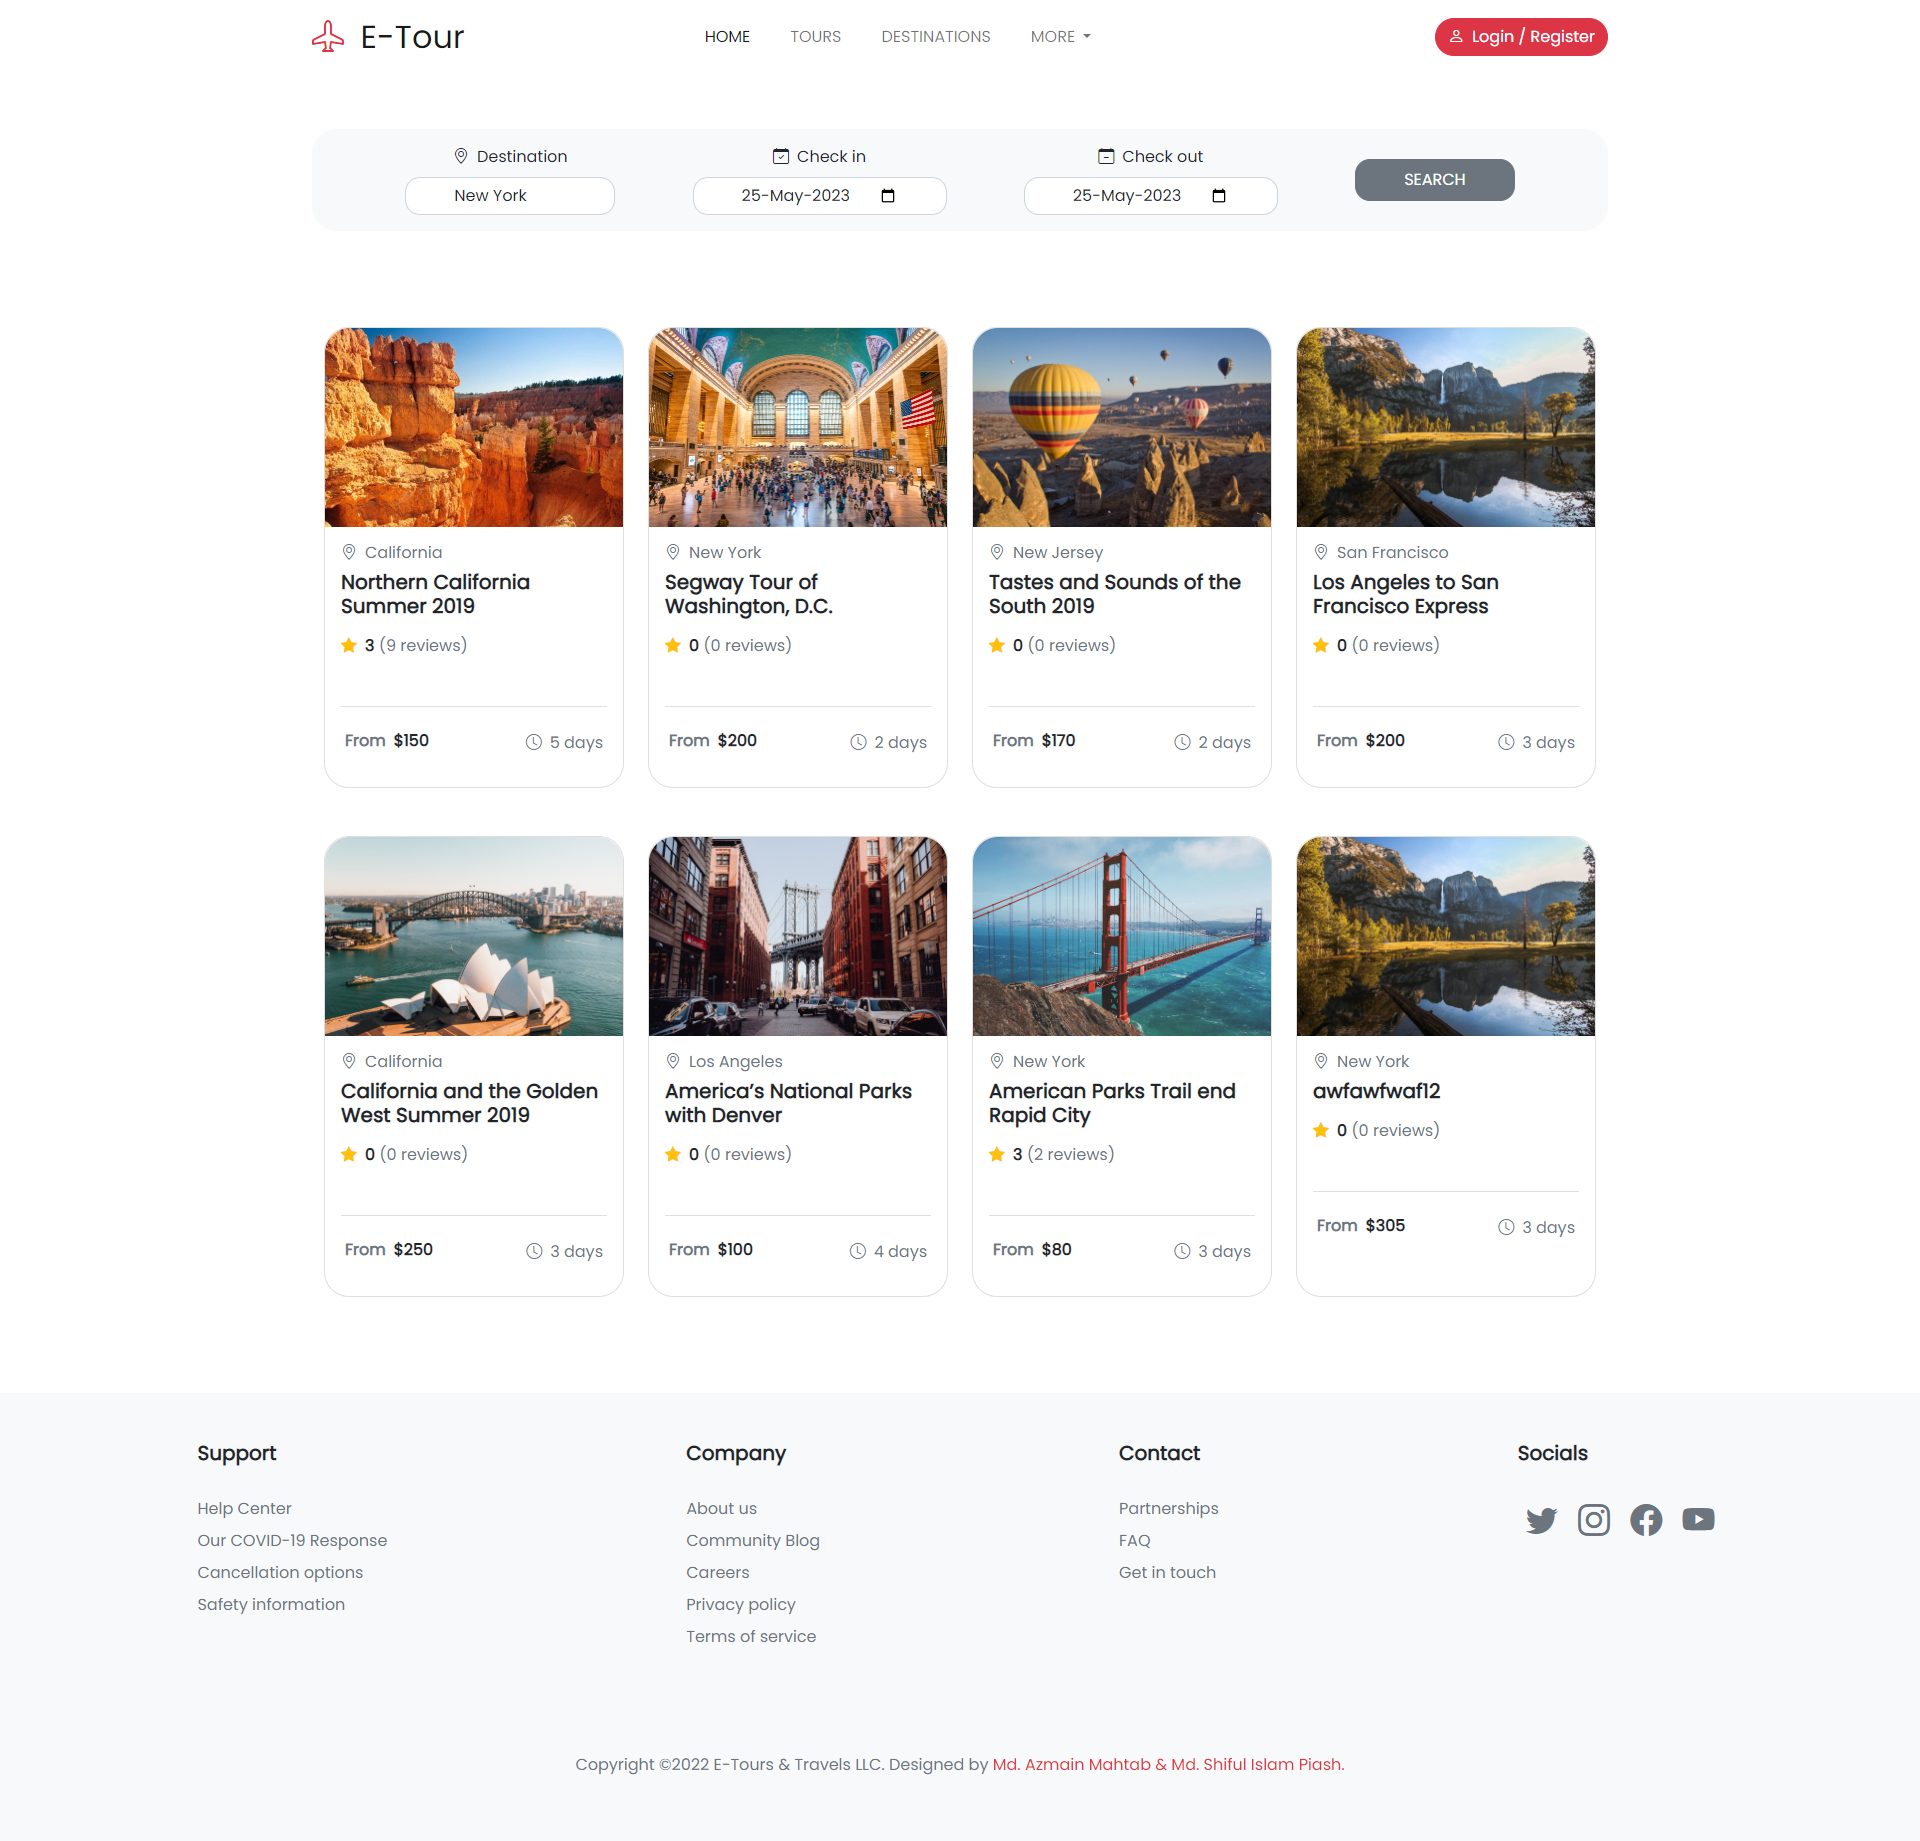 E-Tour
HOME
TOURS
DESTINATIONS
MORE
Login / Register
Destination
Check in
Check out
New York
25-May-2023
25-May-2023
SEARCH
California
Northern California
Summer 2019
3 (9 reviews)
From $150
5 days
New York
Segway Tour of
Washington, D.C.
0 (0 reviews)
From $200
2 days
New Jersey
Tastes and Sounds of the
South 2019
0 (0 reviews)
From $170
2 days
San Francisco
Los Angeles to San
Francisco Express
0 (0 reviews)
From $200
3 days
California
California and the Golden
West Summer 2019
0 (0 reviews)
From $250
3 days
Los Angeles
America’s National Parks
with Denver
0 (0 reviews)
From $100
4 days
New York
American Parks Trail end
Rapid City
3 (2 reviews)
From $80
3 days
New York
awfawfwaf12
0 (0 reviews)
From $305
3 days
Support
Help Center
Our COVID-19 Response
Cancellation options
Safety information
Company
About us
Community Blog
Careers
Privacy policy
Terms of service
Contact
Partnerships
FAQ
Get in touch
Socials
Copyright ©2022 E-Tours & Travels LLC. Designed by Md. Azmain Mahtab & Md. Shiful Islam Piash.